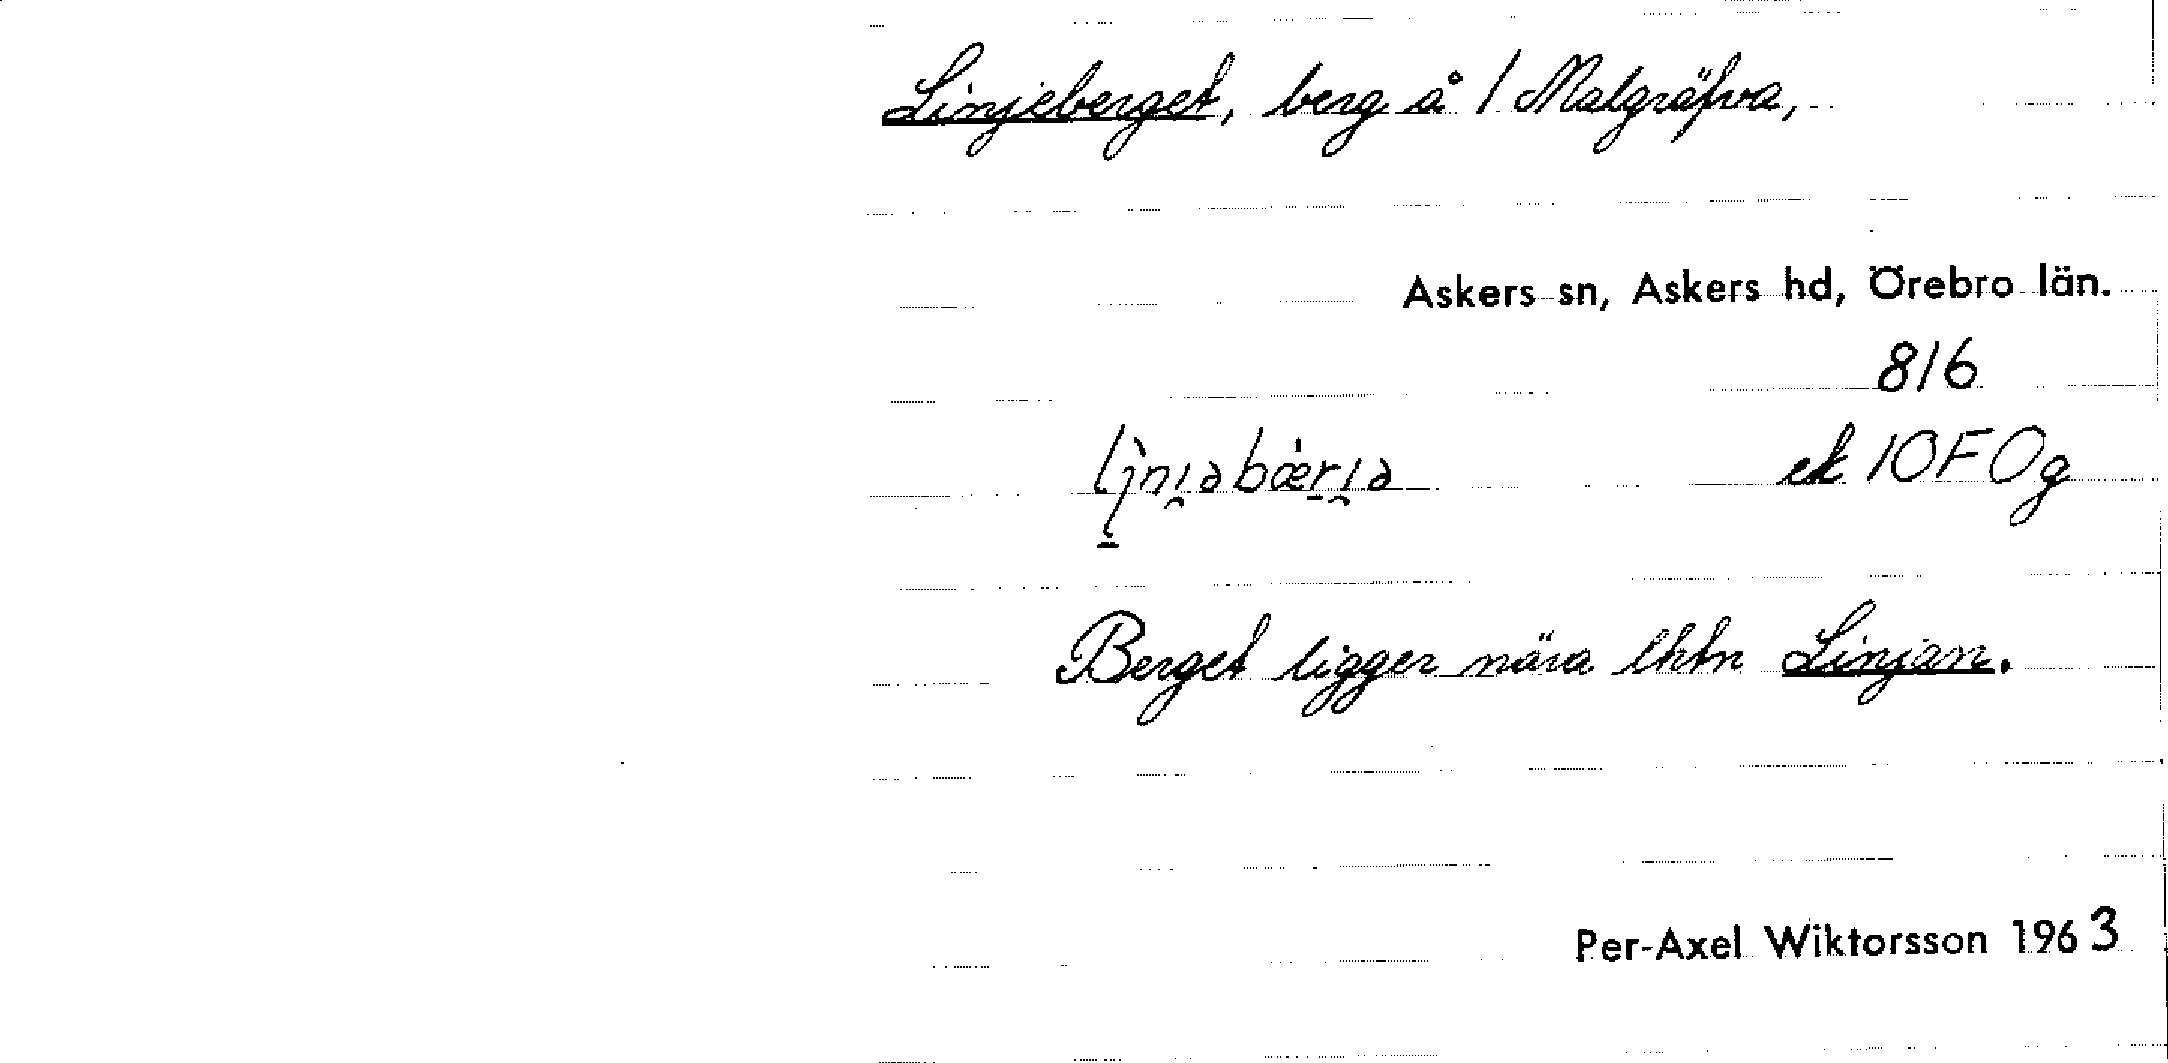 Linjeberget, berg å 1 Malgräfva,
Askers sn, Askers hd, Örebro län.
816
ek 10F0g
Berget ligger nära lhtn Linjan.
Per-Axel Wiktorsson 1963